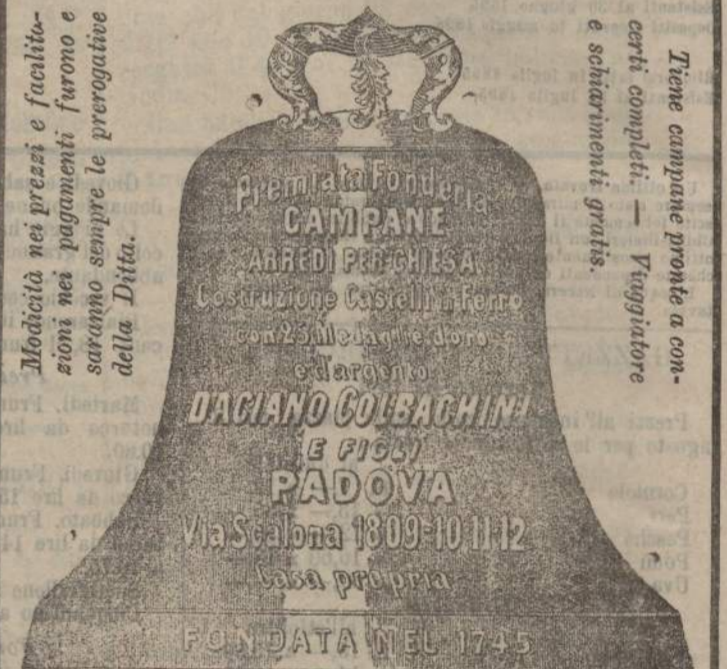 Modicità nei prezzi e facilita-
zioni nei pagamenti furono e
saranno sempre le prerogative
della Ditta.
Premiata Fonderia
CAMPANE
ARREDI PER CHIESA
Costruzione Castelli in Ferro
con 25 Medaglie d'oro
e d'argento
DACIANO COLBACHINI
E FIGLI
PADOVA
Via Scalona 1809-10 11-12
Casa propria
FONDATA NEL 1745
Tiene campane pronte a con-
certi completi. — Viaggiatore
e schiarimenti gratis.